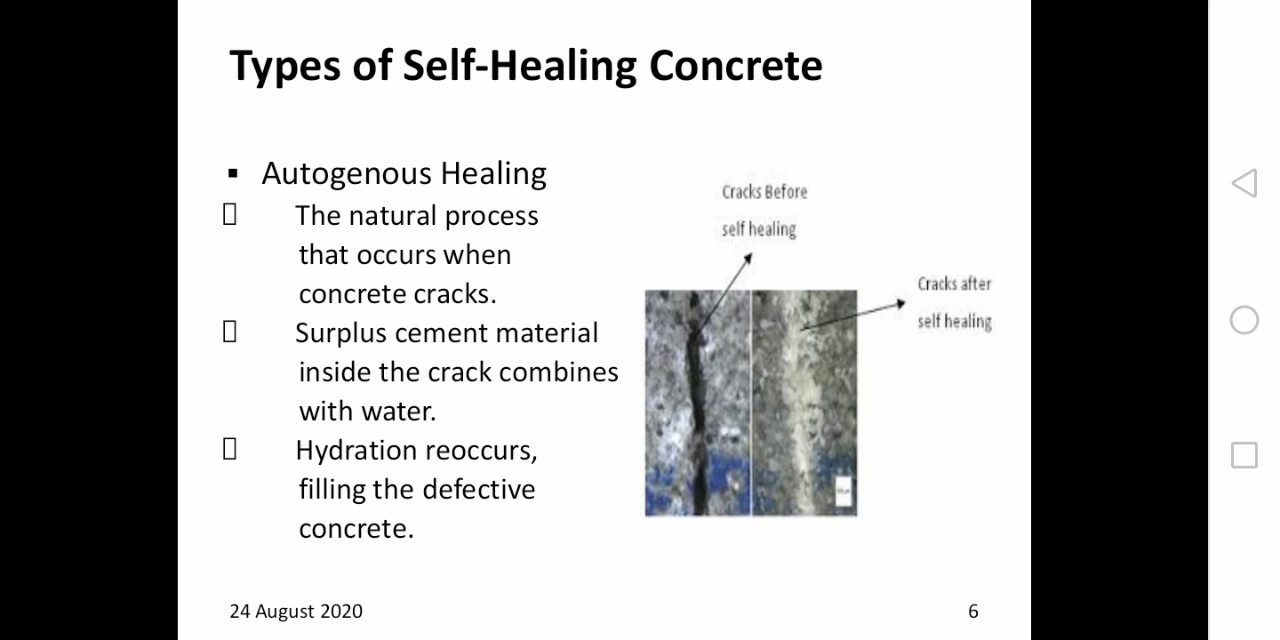 Types of Self-Healing Concrete
▪ Autogenous Healing
The natural process
that occurs when
concrete cracks.
Surplus cement material
inside the crack combines
with water.
Hydration reoccurs,
filling the defective
concrete.
Cracks Before
self healing
Cracks after
self healing
24 August 2020
6